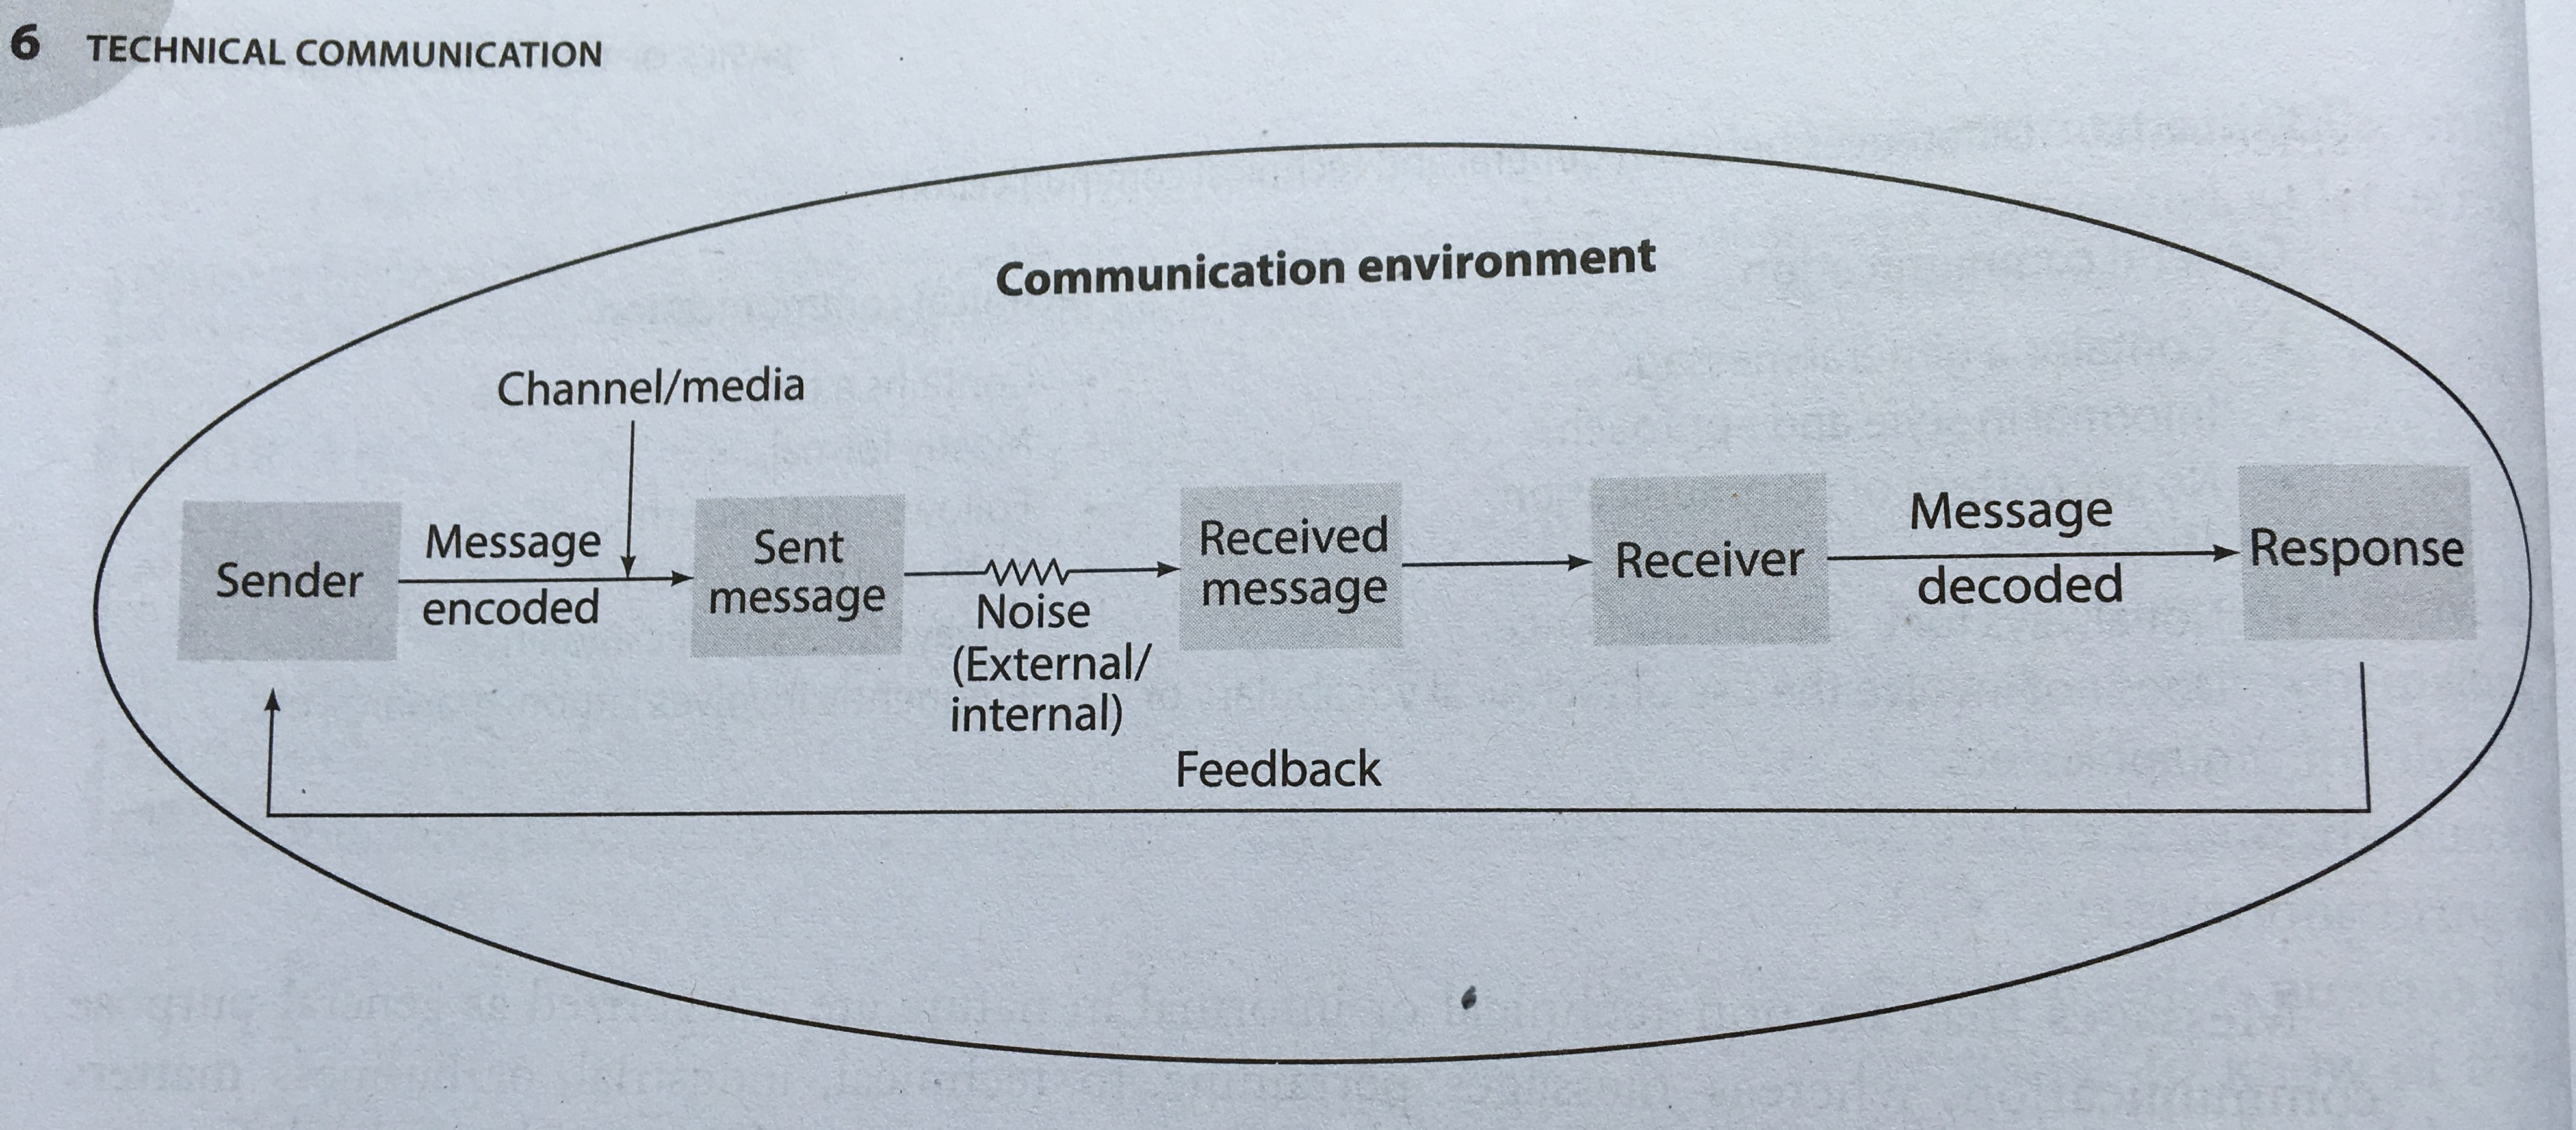 6 TECHNICAL COMMUNICATION
Communication environment
Channel/media
Sender
Message
encoded
Sent
message
Noise
(External/
internal)
Received
message
Receiver
Message
decoded
Response
Feedback